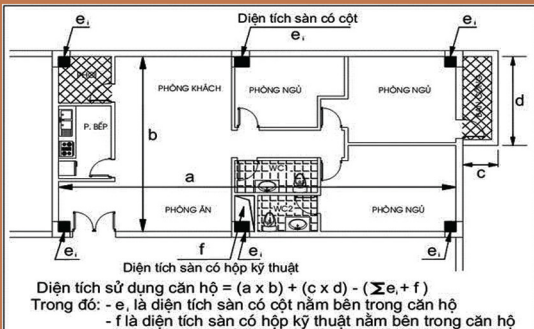 Diện tích sàn có cột
eᵢ
eᵢ
eᵢ
PHÒNG KHÁCH
PHÒNG NGỦ
PHÒNG NGỦ
d
P. BẾP
b
a
WC1
c
PHÒNG ĂN
WC2
PHÒNG NGỦ
eᵢ
f
eᵢ
eᵢ
Diện tích sàn có hộp kỹ thuật
Diện tích sử dụng căn hộ = (a x b) + (c x d) - (∑eᵢ + f )
Trong đó: - eᵢ là diện tích sàn có cột nằm bên trong căn hộ
- f là diện tích sàn có hộp kỹ thuật nằm bên trong căn hộ